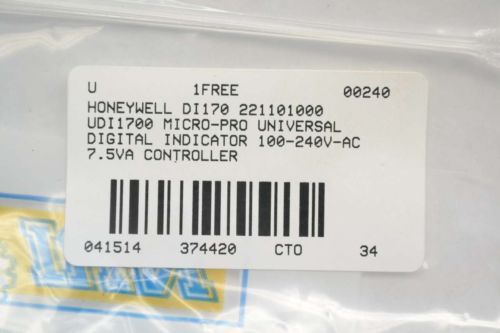 U 1FREE 00240
HONEYWELL DI170 221101000
UDI1700 MICRO-PRO UNIVERSAL
DIGITAL INDICATOR 100-240V-AC
7.5VA CONTROLLER
041514 374420 CTO 34